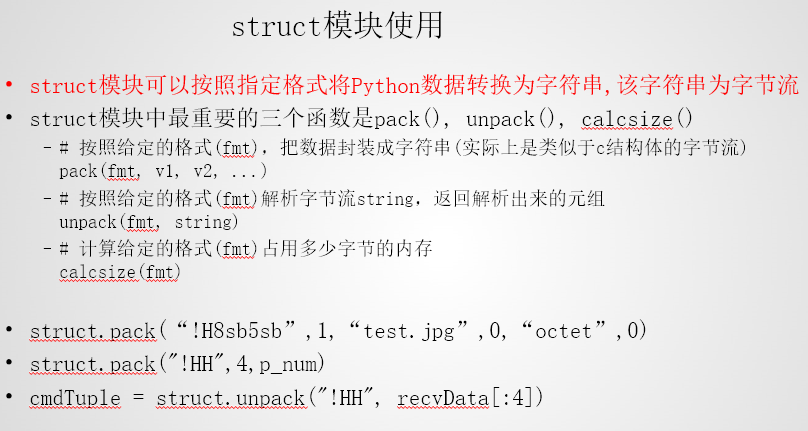 struct模块使用
• struct模块可以按照指定格式将Python数据转换为字符串,该字符串为字节流
• struct模块中最重要的三个函数是pack(), unpack(), calcsize()
– # 按照给定的格式(fmt)，把数据封装成字符串(实际上是类似于c结构体的字节流)
pack(fmt, v1, v2, ...)
– # 按照给定的格式(fmt)解析字节流string，返回解析出来的元组
unpack(fmt, string)
– # 计算给定的格式(fmt)占用多少字节的内存
calcsize(fmt)
• struct.pack(“!H8sb5sb”,1,“test.jpg”,0,“octet”,0)
• struct.pack("!HH",4,p_num)
• cmdTuple = struct.unpack("!HH", recvData[:4])